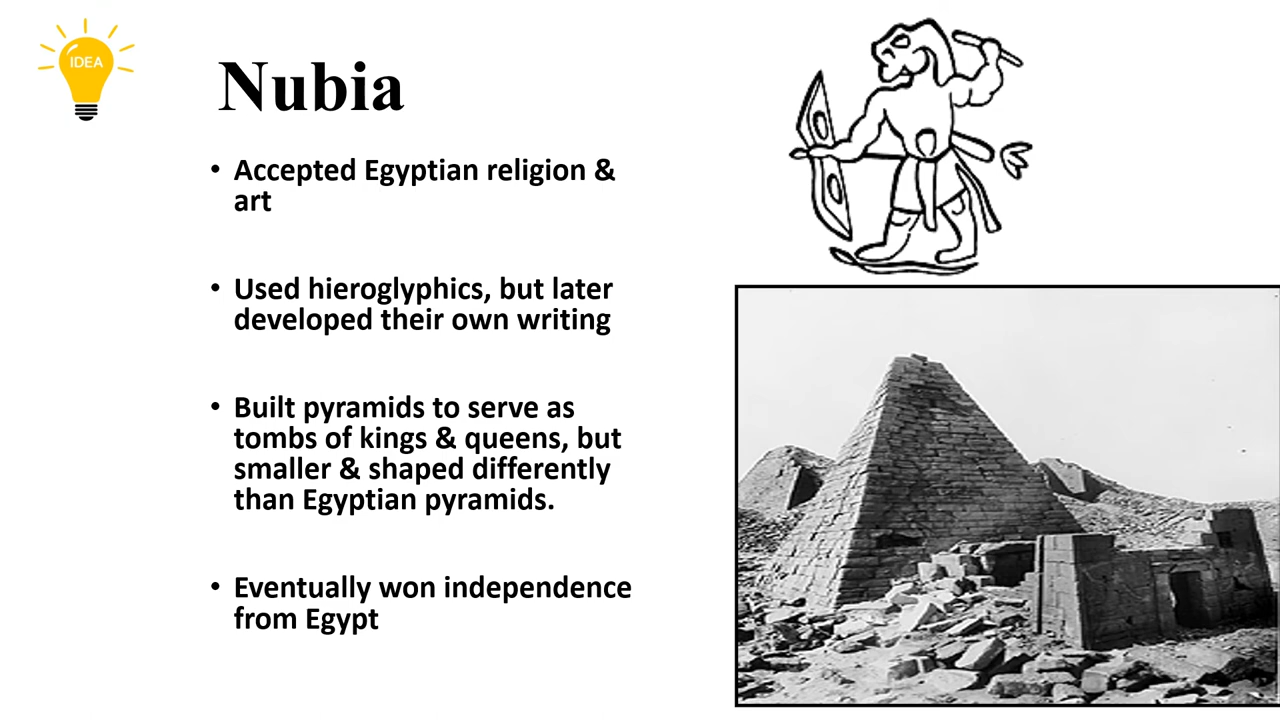 IDEA
Nubia
• Accepted Egyptian religion &
art
• Used hieroglyphics, but later
developed their own writing
• Built pyramids to serve as
tombs of kings & queens, but
smaller & shaped differently
than Egyptian pyramids.
• Eventually won independence
from Egypt